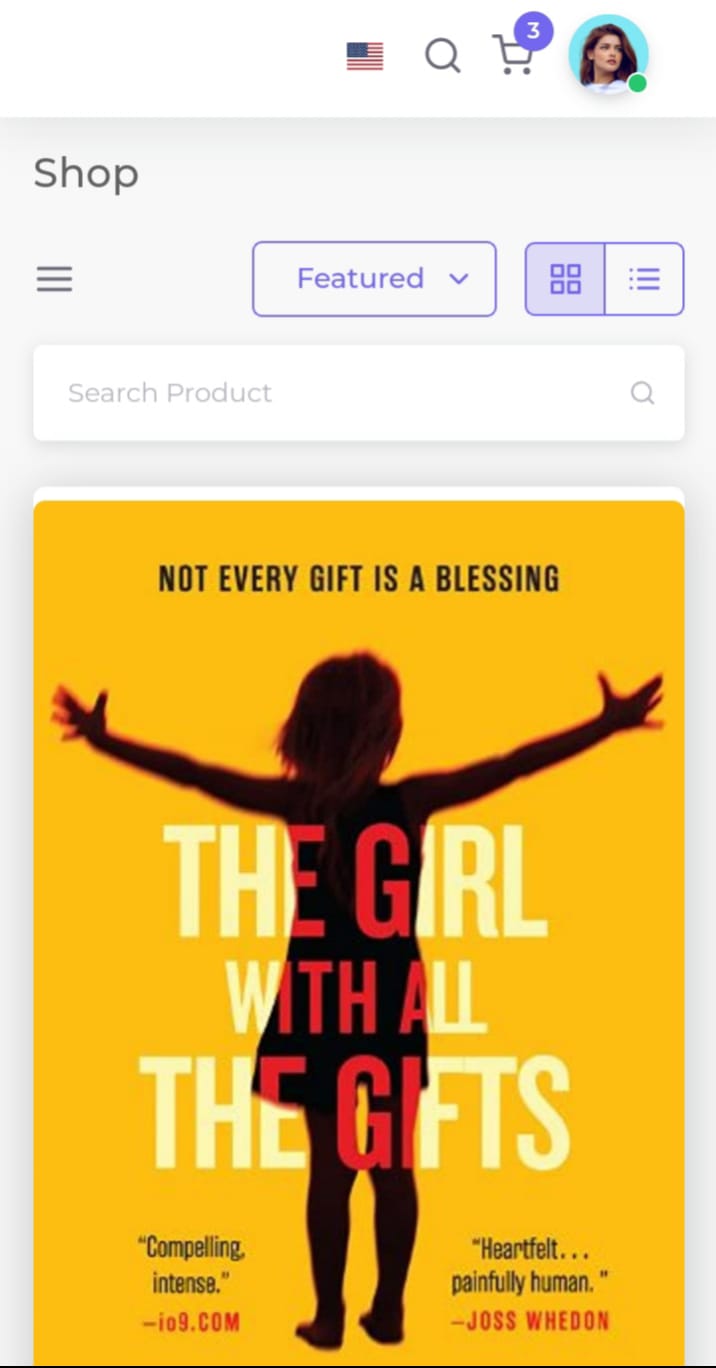 3
Shop
Featured
Search Product
NOT EVERY GIFT IS A BLESSING
THE GIRL
WITH ALL
THE GIFTS
“Compelling,
intense.”
–io9.COM
“Heartfelt...
painfully human. ”
–JOSS WHEDON